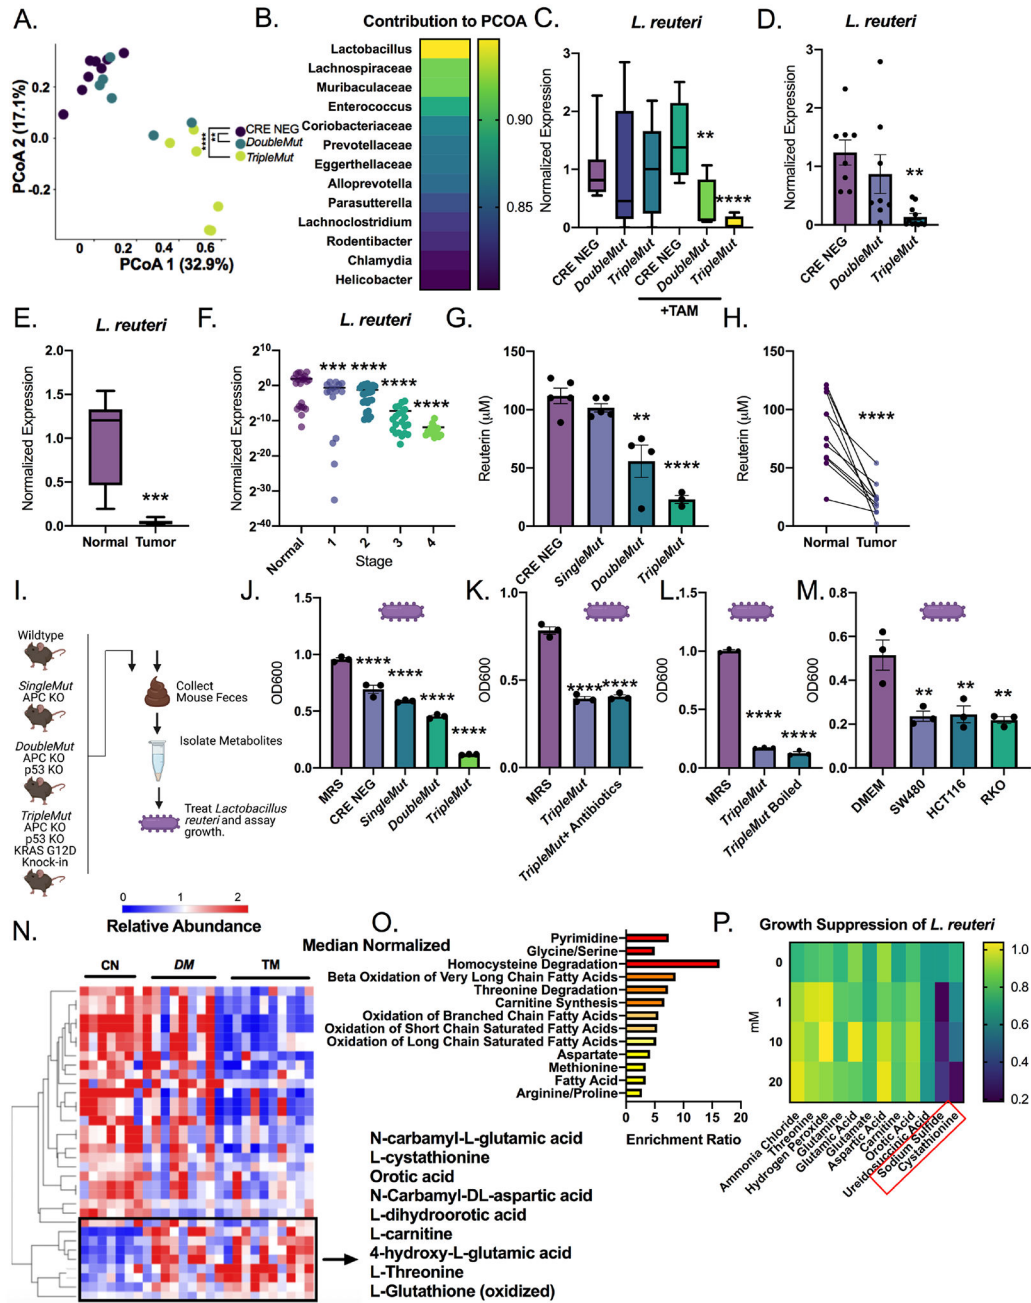 A.
PCoA 2 (17.1%)
0.2
0.0
-0.2
0
0.2
0.4
0.6
PCoA 1 (32.9%)
****
**
CRE NEG
DoubleMut
TripleMut
B.
Contribution to PCOA
Lactobacillus
Lachnospiraceae
Muribaculaceae
Enterococcus
Coriobacteriaceae
Prevotellaceae
Eggerthellaceae
Alloprevotella
Parasutterella
Lachnoclostridium
Rodentibacter
Chlamydia
Helicobacter
0.90
0.85
C.
L. reuteri
Normalized Expression
3
2
1
0
**
****
CRE NEG
DoubleMut
TripleMut
CRE NEG
DoubleMut
TripleMut
+TAM
D.
L. reuteri
Normalized Expression
3
2
1
0
**
CRE NEG
DoubleMut
TripleMut
E.
L. reuteri
Normalized Expression
2.0
1.5
1.0
0.5
0.0
***
Normal
Tumor
F.
L. reuteri
Normalized Expression
2^10
2^0
2^-10
2^-20
2^-30
2^-40
***
****
****
****
Normal
1
2
3
4
Stage
G.
Reuterin (μM)
150
100
50
0
**
****
CRE NEG
SingleMut
DoubleMut
TripleMut
H.
Reuterin (μM)
150
100
50
0
****
Normal
Tumor
I.
Wildtype
SingleMut
APC KO
DoubleMut
APC KO
p53 KO
TripleMut
APC KO
p53 KO
KRAS G12D
Knock-in
Collect
Mouse Feces
Isolate Metabolites
Treat Lactobacillus
reuteri and assay
growth.
J.
OD600
1.5
1.0
0.5
0.0
****
****
****
****
MRS
CRE NEG
SingleMut
DoubleMut
TripleMut
K.
OD600
1.0
0.5
0.0
****
****
MRS
TripleMut
TripleMut+ Antibiotics
L.
OD600
1.5
1.0
0.5
0.0
****
****
MRS
TripleMut
TripleMut Boiled
M.
OD600
0.8
0.6
0.4
0.2
0.0
**
**
**
DMEM
SW480
HCT116
RKO
N.
0
1
2
Relative Abundance
Median Normalized
CN
DM
TM
N-carbamyl-L-glutamic acid
L-cystathionine
Orotic acid
N-Carbamyl-DL-aspartic acid
L-dihydroorotic acid
L-carnitine
4-hydroxy-L-glutamic acid
L-Threonine
L-Glutathione (oxidized)
O.
Pyrimidine
Glycine/Serine
Homocysteine Degradation
Beta Oxidation of Very Long Chain Fatty Acids
Threonine Degradation
Carnitine Synthesis
Oxidation of Branched Chain Fatty Acids
Oxidation of Short Chain Saturated Fatty Acids
Oxidation of Long Chain Saturated Fatty Acids
Aspartate
Methionine
Fatty Acid
Arginine/Proline
0
5
10
15
20
Enrichment Ratio
P.
Growth Suppression of L. reuteri
mM
0
1
10
20
1.0
0.8
0.6
0.4
0.2
Ammonia Chloride
Threonine
Hydrogen Peroxide
Glutamine
Glutamic Acid
Glutamate
Aspartic Acid
Carnitine
Orotic Acid
Ureidosuccinic Acid
Sodium Sulfide
Cystathionine